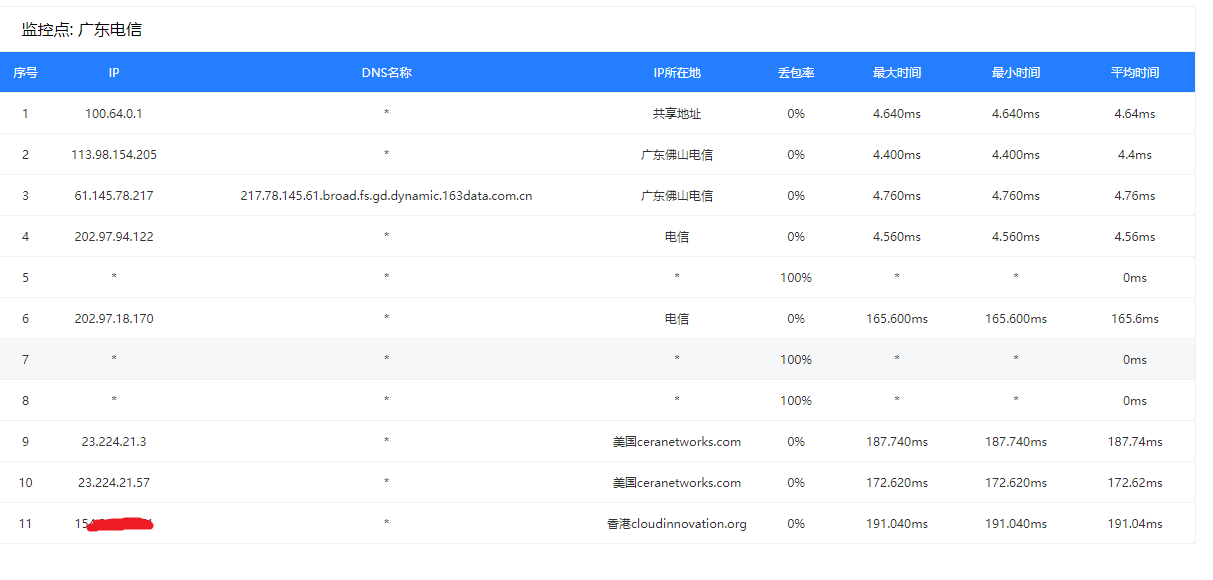 监控点: 广东电信
序号 IP DNS名称 IP所在地 丢包率 最大时间 最小时间 平均时间
1 100.64.0.1 * 共享地址 0% 4.640ms 4.640ms 4.64ms
2 113.98.154.205 * 广东佛山电信 0% 4.400ms 4.400ms 4.4ms
3 61.145.78.217 217.78.145.61.broad.fs.gd.dynamic.163data.com.cn 广东佛山电信 0% 4.760ms 4.760ms 4.76ms
4 202.97.94.122 * 电信 0% 4.560ms 4.560ms 4.56ms
5 * * * 100% * * 0ms
6 202.97.18.170 * 电信 0% 165.600ms 165.600ms 165.6ms
7 * * * 100% * * 0ms
8 * * * 100% * * 0ms
9 23.224.21.3 * 美国ceranetworks.com 0% 187.740ms 187.740ms 187.74ms
10 23.224.21.57 * 美国ceranetworks.com 0% 172.620ms 172.620ms 172.62ms
11 * 香港cloudinnovation.org 0% 191.040ms 191.040ms 191.04ms